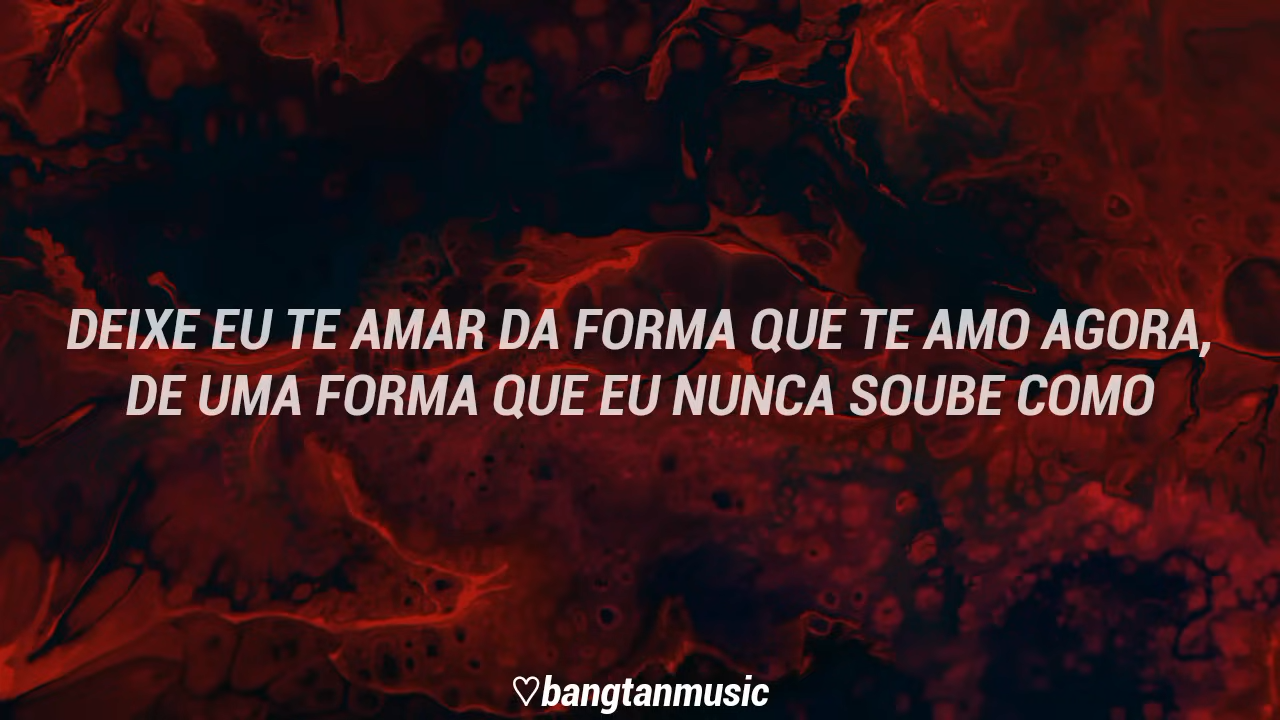 DEIXE EU TE AMAR DA FORMA QUE TE AMO AGORA,
DE UMA FORMA QUE EU NUNCA SOUBE COMO
♡bangtanmusic